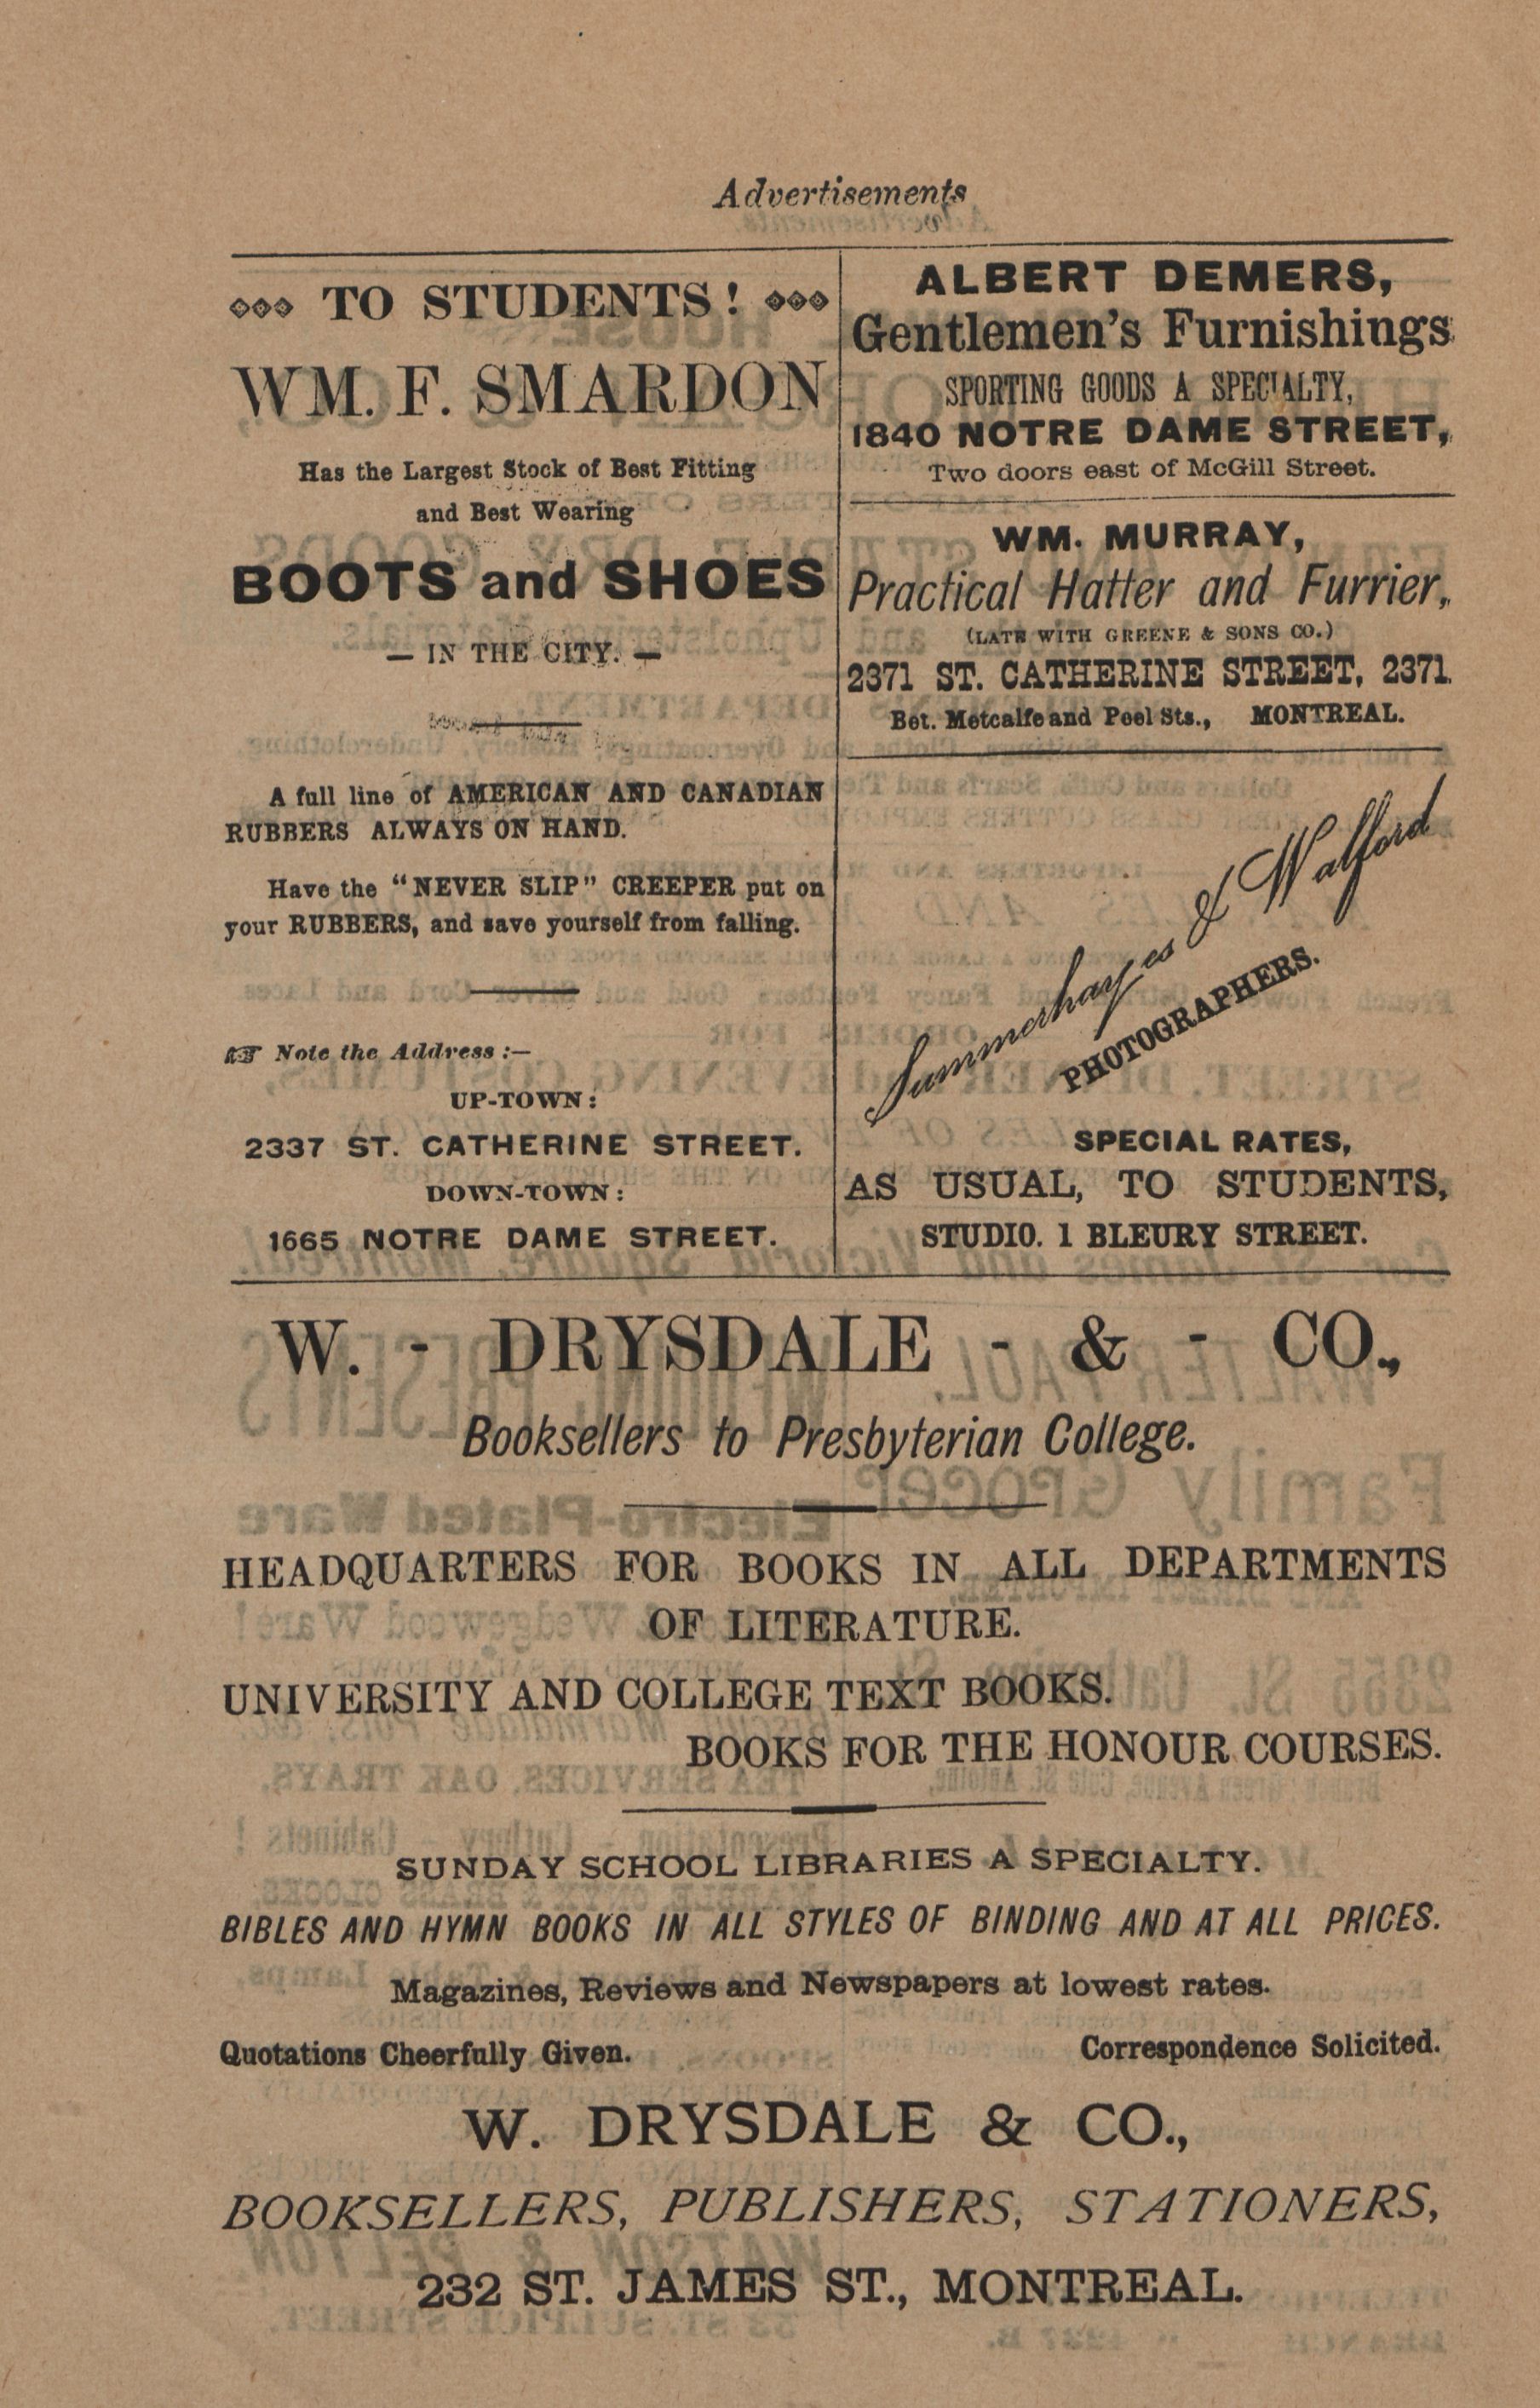 Advertisements
TO STUDENTS!
WM. F. SMARDON
Has the Largest Stock of Best Fitting
and Best Wearing
BOOTS and SHOES
— IN THE CITY. —
A full line of AMERICAN AND CANADIAN
RUBBERS ALWAYS ON HAND.
Have the "NEVER SLIP" CREEPER put on
your RUBBERS, and save yourself from falling.
☞ Note the Address :—
UP-TOWN:
2337 ST. CATHERINE STREET.
DOWN-TOWN:
1665 NOTRE DAME STREET.
ALBERT DEMERS,
Gentlemen's Furnishings
SPORTING GOODS A SPECIALTY,
1840 NOTRE DAME STREET,
Two doors east of McGill Street.
WM. MURRAY,
Practical Hatter and Furrier,
(LATE WITH GREENE & SONS CO.)
2371 ST. CATHERINE STREET, 2371.
Bet. Metcalfe and Peel Sts., MONTREAL.
Summerhayes & Walford
PHOTOGRAPHERS.
SPECIAL RATES,
AS USUAL, TO STUDENTS,
STUDIO. 1 BLEURY STREET.
W. - DRYSDALE - & - CO.,
Booksellers to Presbyterian College.
HEADQUARTERS FOR BOOKS IN ALL DEPARTMENTS
OF LITERATURE.
UNIVERSITY AND COLLEGE TEXT BOOKS.
BOOKS FOR THE HONOUR COURSES.
SUNDAY SCHOOL LIBRARIES A SPECIALTY.
BIBLES AND HYMN BOOKS IN ALL STYLES OF BINDING AND AT ALL PRICES.
Magazines, Reviews and Newspapers at lowest rates.
Quotations Cheerfully Given. Correspondence Solicited.
W. DRYSDALE & CO.,
BOOKSELLERS, PUBLISHERS, STATIONERS,
232 ST. JAMES ST., MONTREAL.